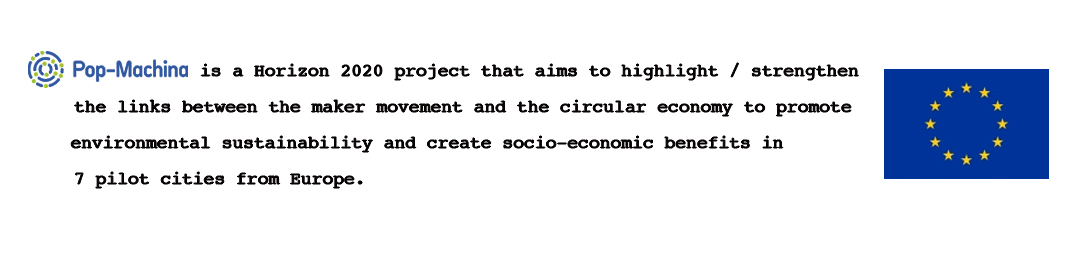 Pop-Machina is a Horizon 2020 project that aims to highlight / strengthen
the links between the maker movement and the circular economy to promote
environmental sustainability and create socio-economic benefits in
7 pilot cities from Europe.